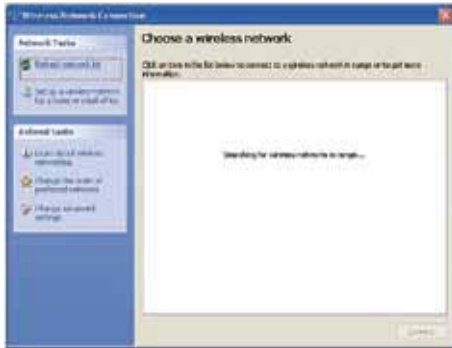 Wireless Network Connection
Network Tasks
Refresh network list
Set up a wireless network
for a home or small office
Related Tasks
Learn about wireless
networking
Change the order of
preferred networks
Change advanced
settings
Choose a wireless network
Click an item in the list below to connect to a wireless network in range or to get more
information.
Searching for wireless networks in range...
Connect